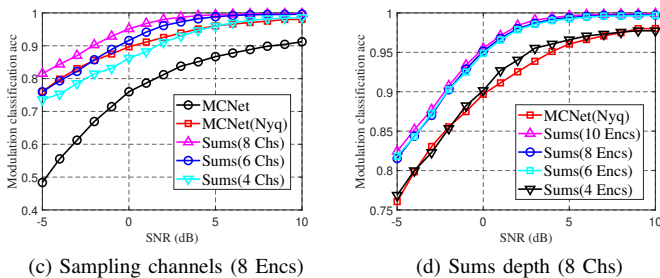 1
0.9
0.8
0.7
0.6
0.5
0.4
-5
0
5
10
Modulation classification acc
SNR (dB)
MCNet
MCNet(Nyq)
Sums(8 Chs)
Sums(6 Chs)
Sums(4 Chs)
(c) Sampling channels (8 Encs)
1
0.95
0.9
0.85
0.8
0.75
-5
0
5
10
Modulation classification acc
SNR (dB)
MCNet(Nyq)
Sums(10 Encs)
Sums(8 Encs)
Sums(6 Encs)
Sums(4 Encs)
(d) Sums depth (8 Chs)